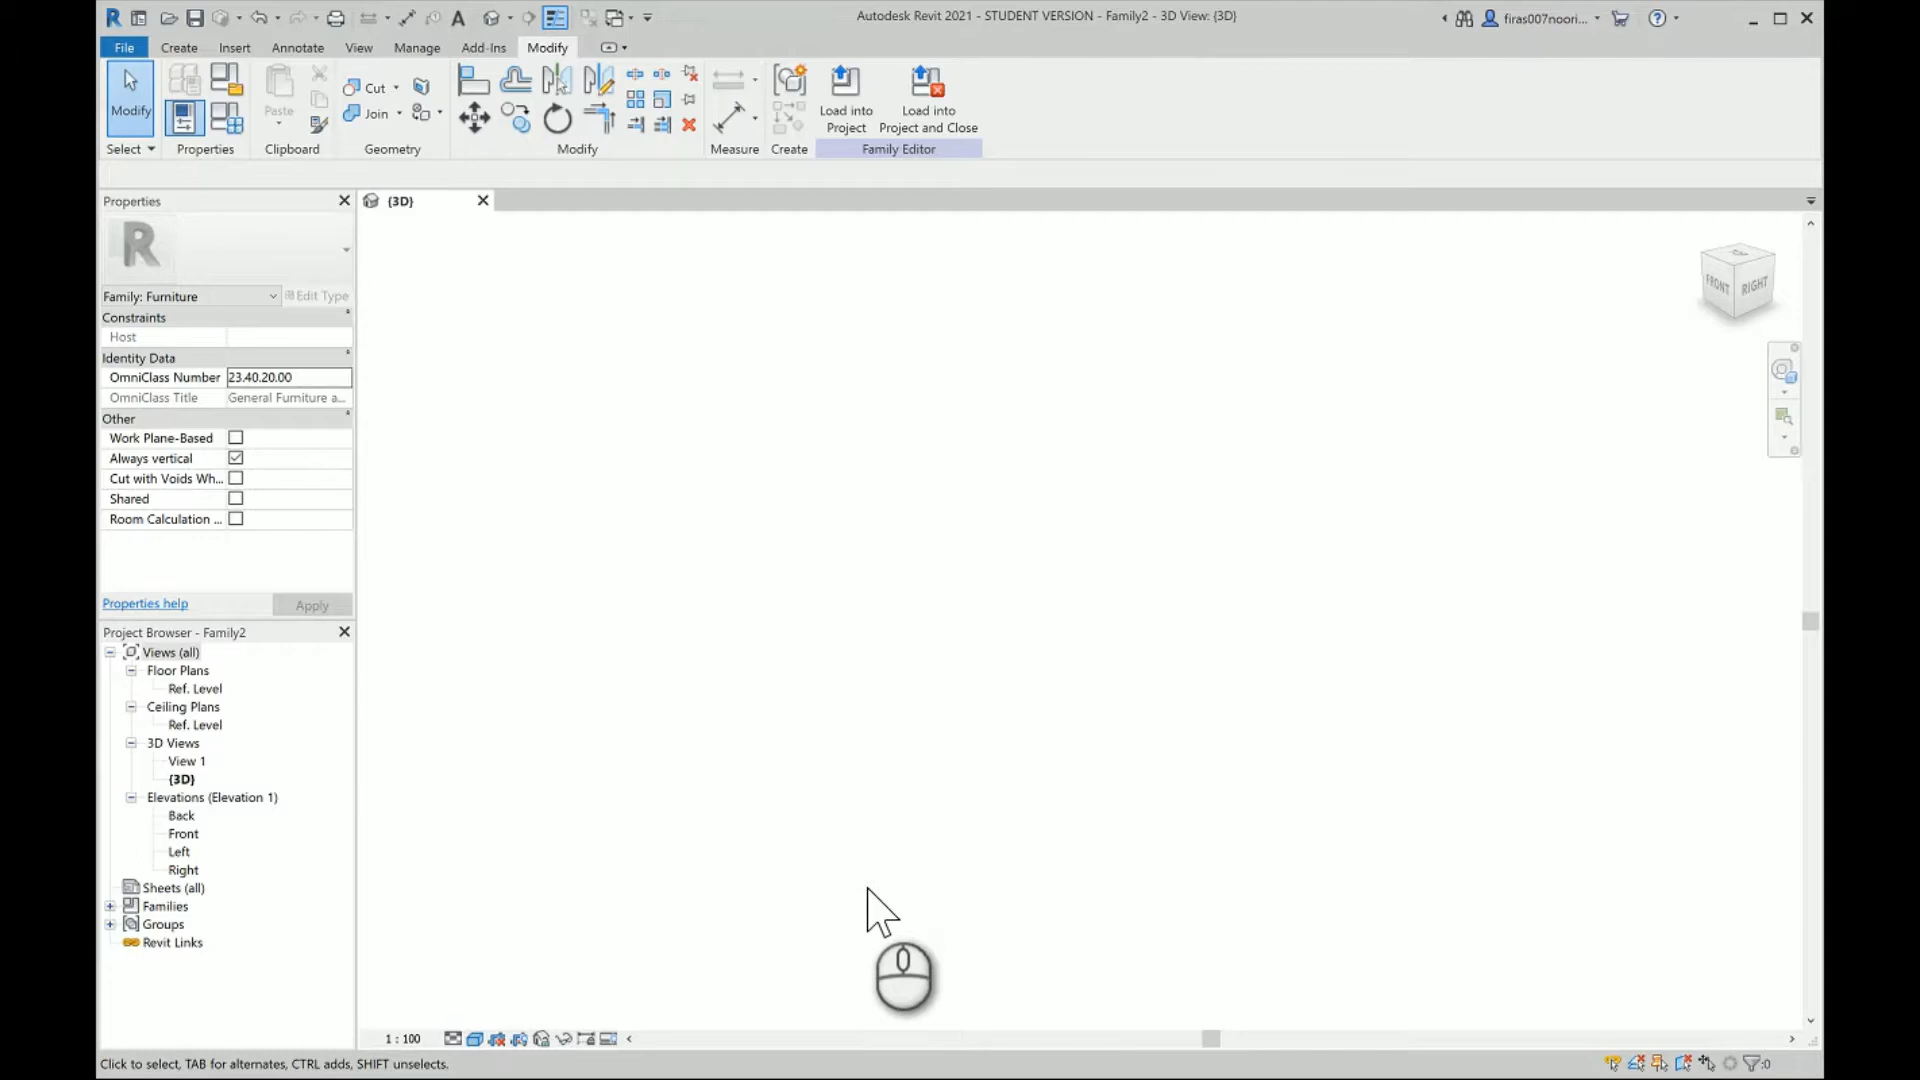 Autodesk Revit 2021 - STUDENT VERSION - Family2 - 3D View: {3D}
firas007noori...
File Create Insert Annotate View Manage Add-Ins Modify
Modify
Paste
Cut
Join
Load into
Project
Load into
Project and Close
Select Properties Clipboard Geometry Modify Measure Create Family Editor
Properties
{3D}
R
FRONT RIGHT
Family: Furniture
Edit Type
Constraints
Host
Identity Data
OmniClass Number 23.40.20.00
OmniClass Title General Furniture a...
Other
Work Plane-Based
Always vertical
Cut with Voids Wh...
Shared
Room Calculation ...
Properties help
Apply
Project Browser - Family2
Views (all)
Floor Plans
Ref. Level
Ceiling Plans
Ref. Level
3D Views
View 1
{3D}
Elevations (Elevation 1)
Back
Front
Left
Right
Sheets (all)
Families
Groups
Revit Links
1 : 100
Click to select, TAB for alternates, CTRL adds, SHIFT unselects.
:0